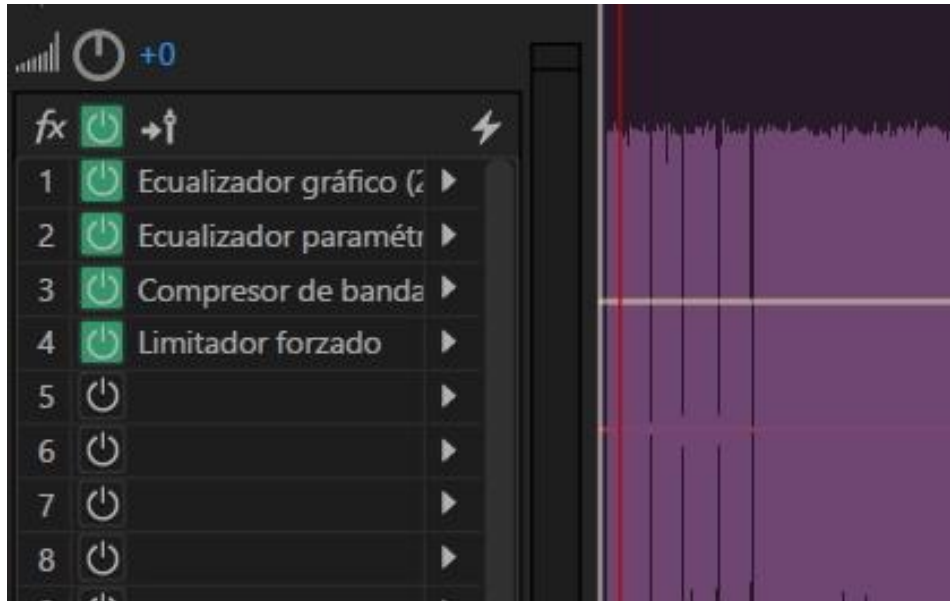 +0
fx
1 Ecualizador gráfico (2
2 Ecualizador paramétr
3 Compresor de banda
4 Limitador forzado
5
6
7
8